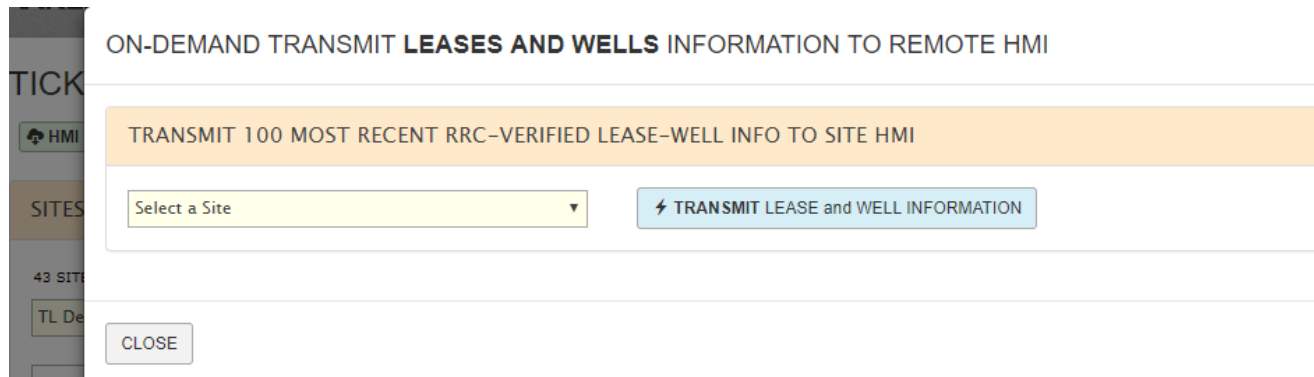 ON-DEMAND TRANSMIT LEASES AND WELLS INFORMATION TO REMOTE HMI
TICK
HMI
TRANSMIT 100 MOST RECENT RRC-VERIFIED LEASE-WELL INFO TO SITE HMI
SITES
Select a Site
TRANSMIT LEASE and WELL INFORMATION
43 SITE
TL De
CLOSE